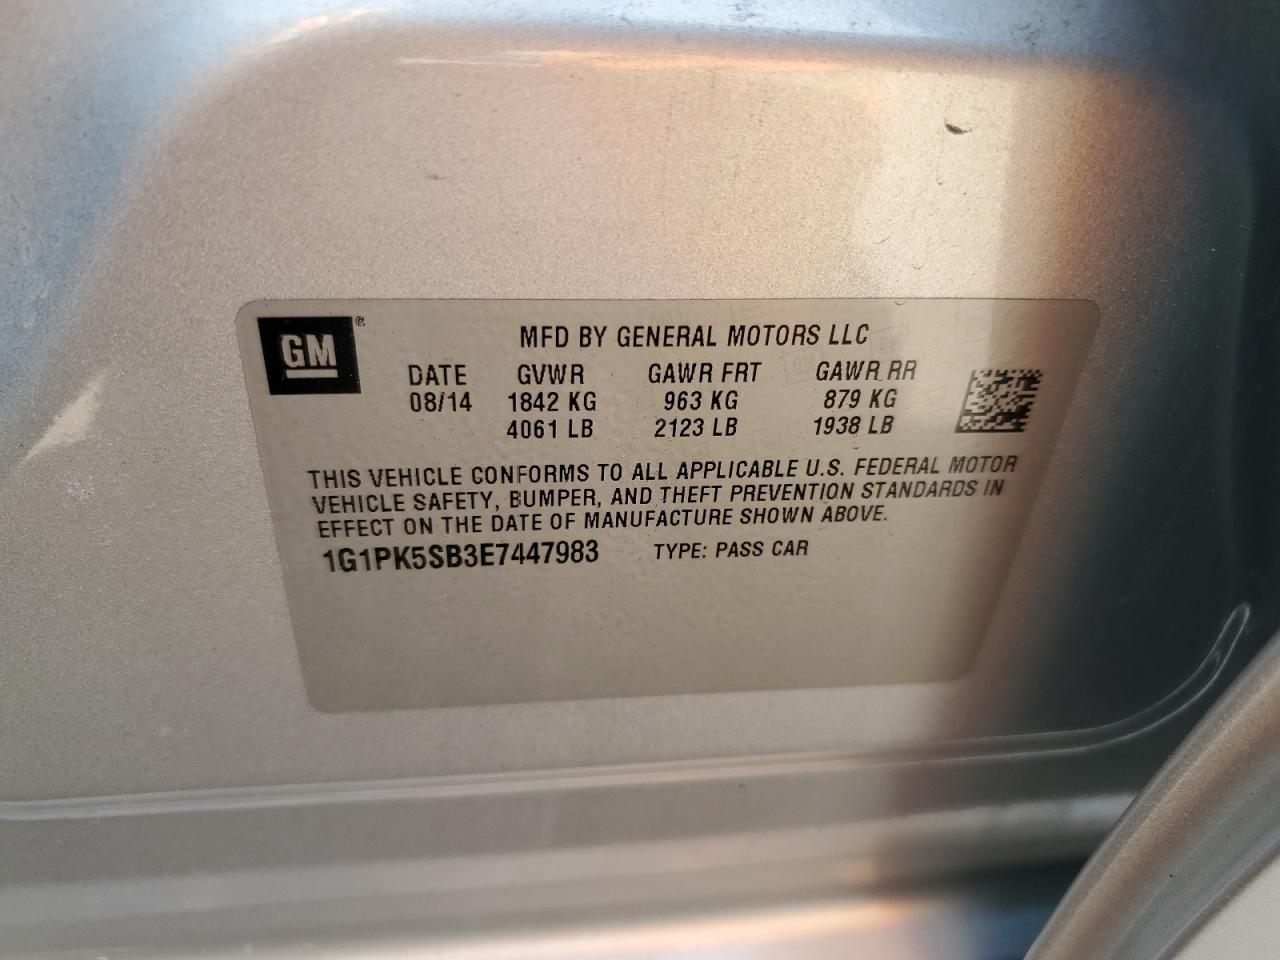 GM®
MFD BY GENERAL MOTORS LLC
DATE GVWR GAWR FRT GAWR RR
08/14 1842 KG 963 KG 879 KG
4061 LB 2123 LB 1938 LB
THIS VEHICLE CONFORMS TO ALL APPLICABLE U.S. FEDERAL MOTOR
VEHICLE SAFETY, BUMPER, AND THEFT PREVENTION STANDARDS IN
EFFECT ON THE DATE OF MANUFACTURE SHOWN ABOVE.
1G1PK5SB3E7447983 TYPE: PASS CAR